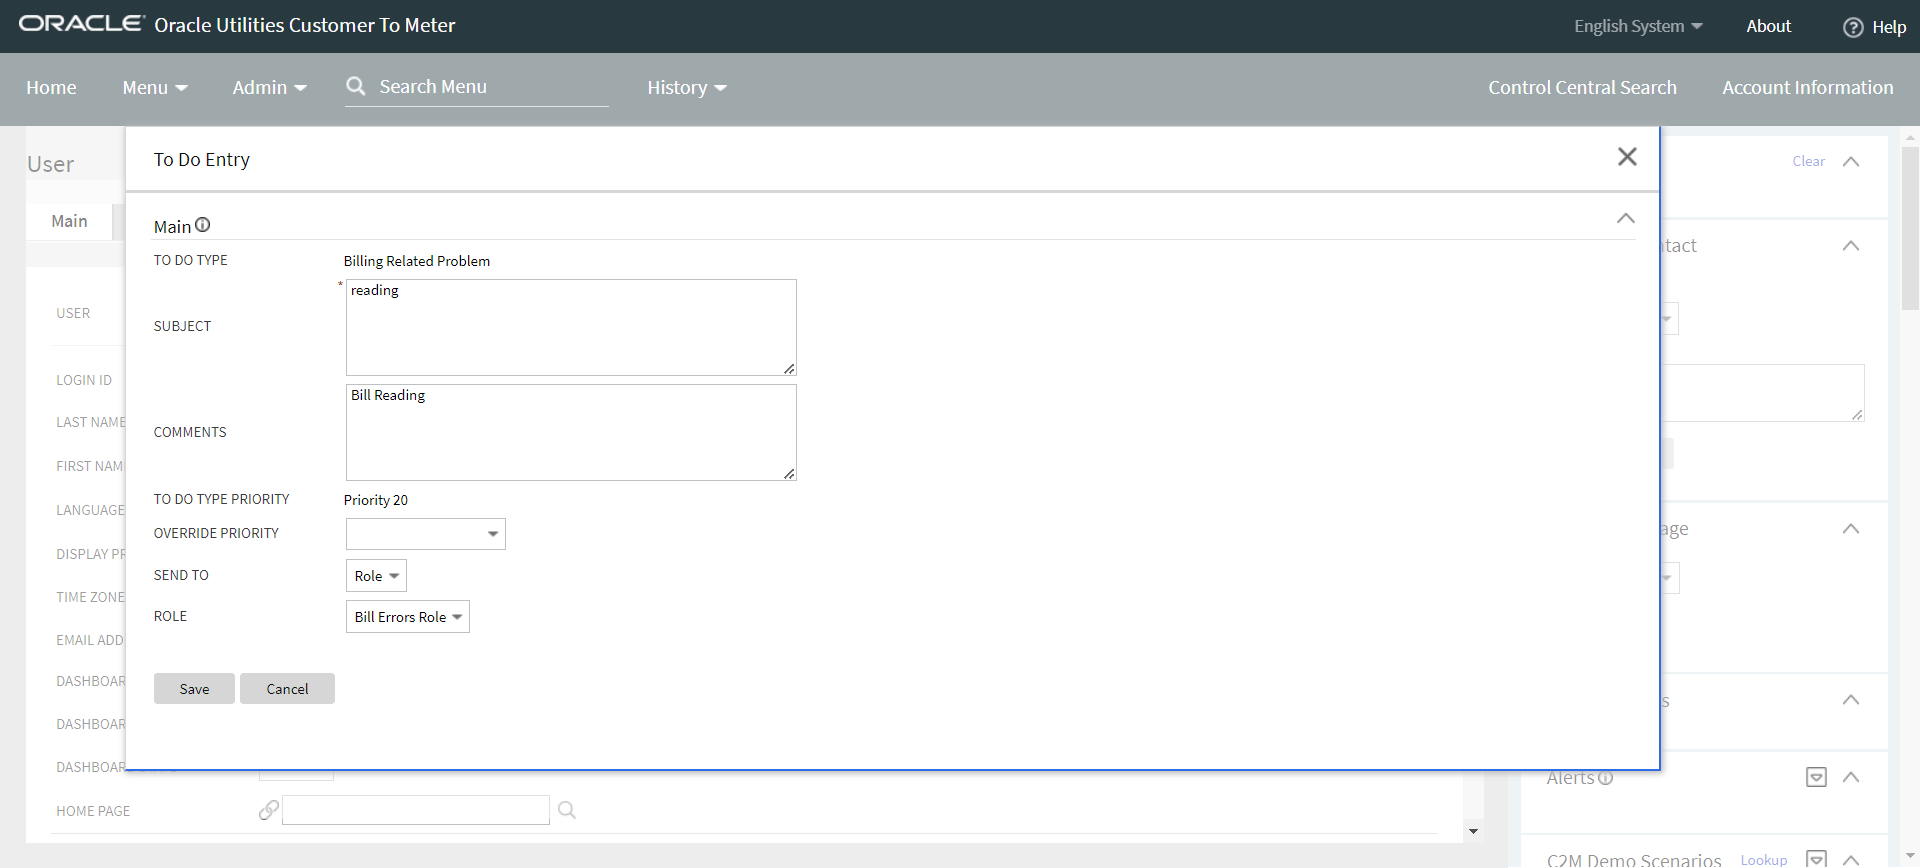 ORACLE Oracle Utilities Customer To Meter English System About Help
Home Menu Admin Search Menu History Control Central Search Account Information
User
Main
USER
LOGIN ID
LAST NAME
FIRST NAM
LANGUAGE
DISPLAY PR
TIME ZONE
EMAIL ADD
DASHBOAR
DASHBOAR
DASHBOAR
HOME PAGE
To Do Entry
Main
TO DO TYPE Billing Related Problem
SUBJECT * reading
COMMENTS Bill Reading
TO DO TYPE PRIORITY Priority 20
OVERRIDE PRIORITY
SEND TO Role
ROLE Bill Errors Role
Save Cancel
Clear
tact
age
s
Alerts
C2M Demo Scenarios Lookup